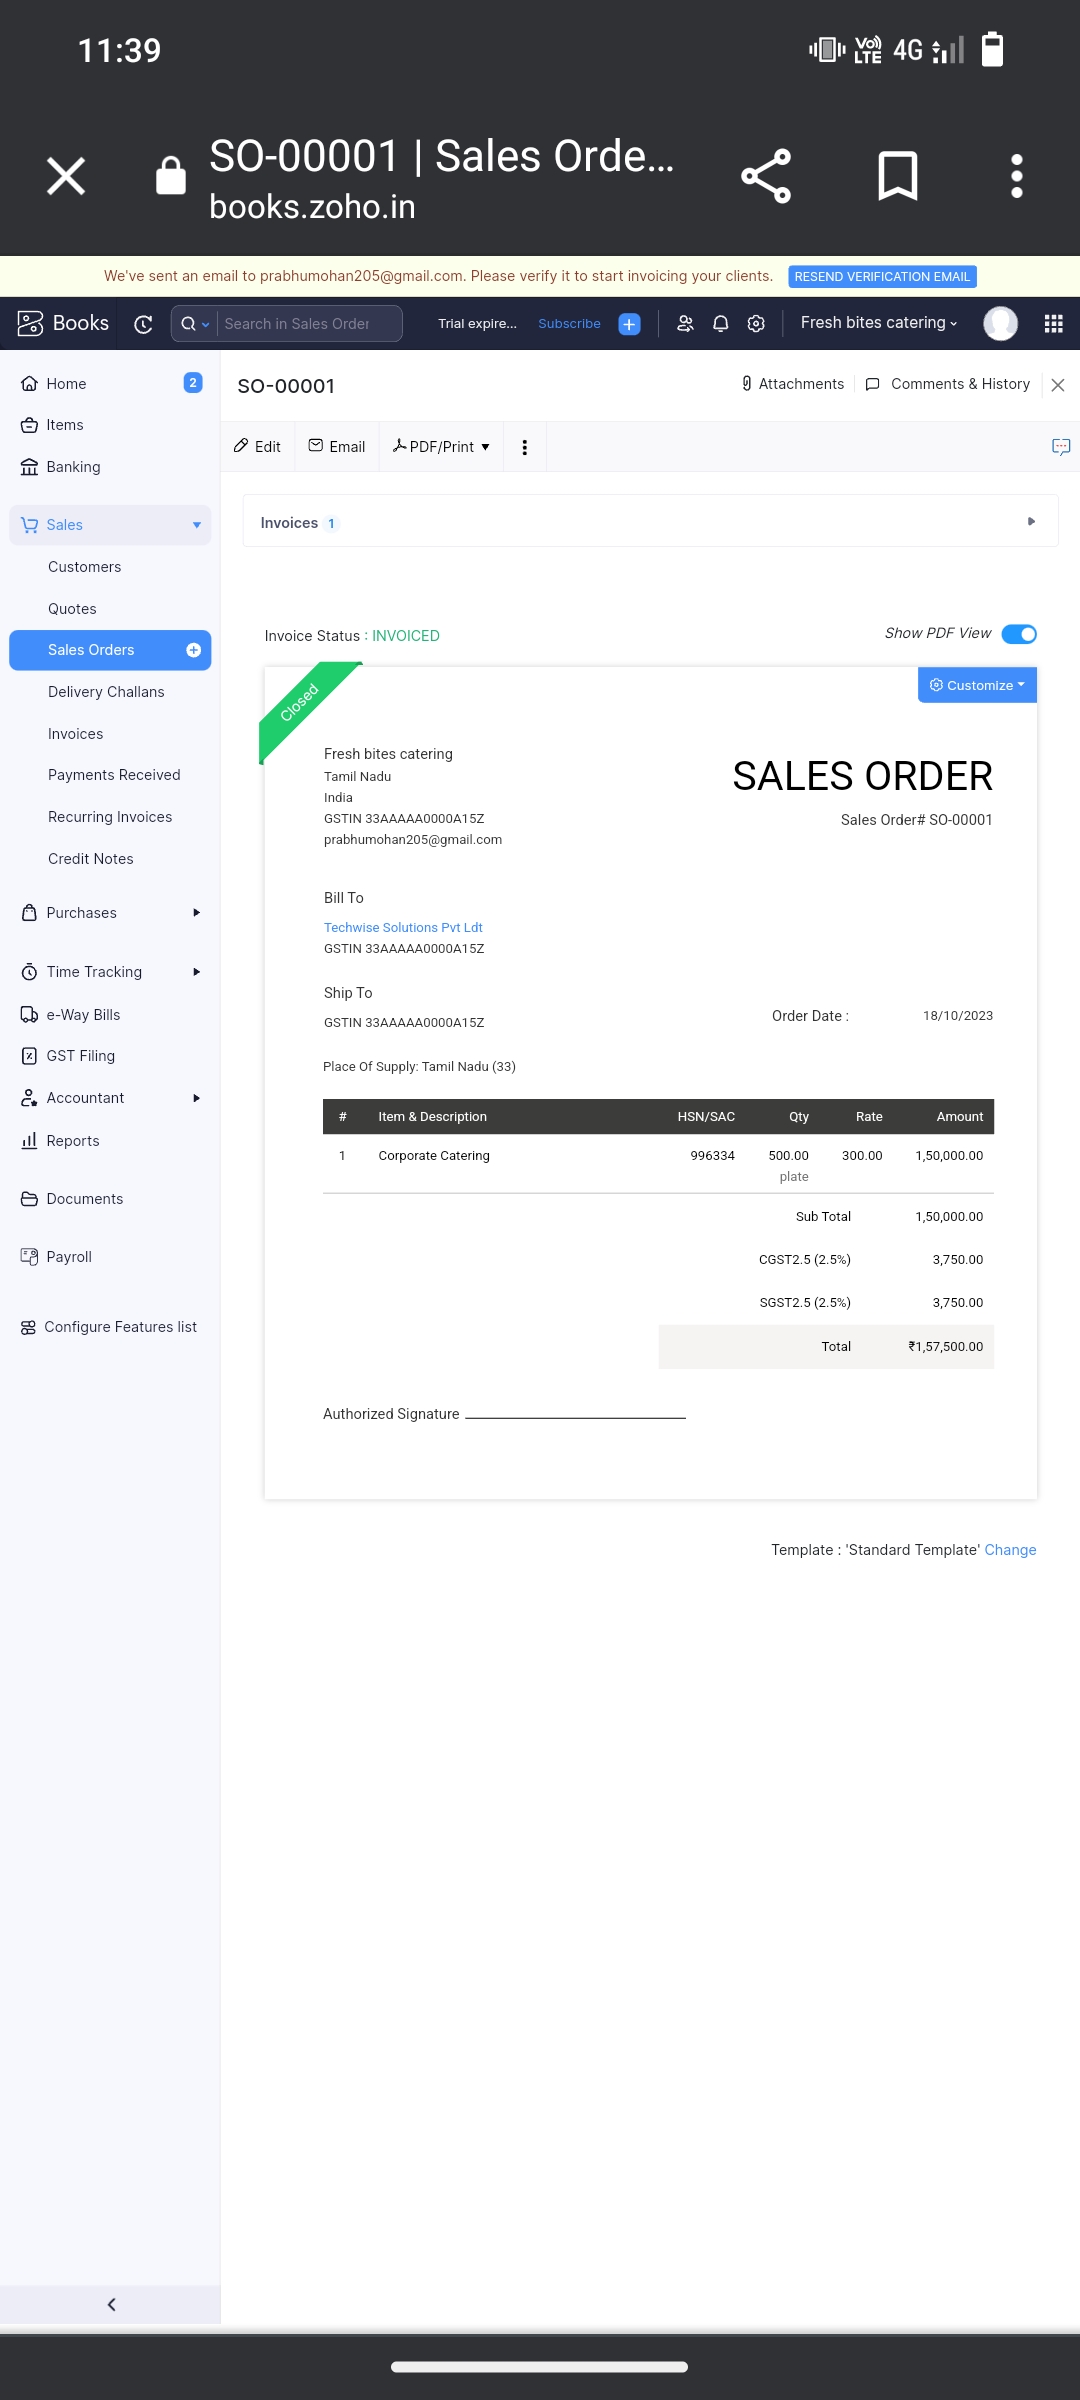 11:39
Vo)) LTE 4G
SO-00001 | Sales Orde...
books.zoho.in
We've sent an email to prabhumohan205@gmail.com. Please verify it to start invoicing your clients. RESEND VERIFICATION EMAIL
Books Search in Sales Order Trial expire... Subscribe Fresh bites catering
Home 2
Items
Banking
Sales
Customers
Quotes
Sales Orders
Delivery Challans
Invoices
Payments Received
Recurring Invoices
Credit Notes
Purchases
Time Tracking
e-Way Bills
GST Filing
Accountant
Reports
Documents
Payroll
Configure Features list
SO-00001 Attachments Comments & History
Edit Email PDF/Print
Invoices 1
Invoice Status : INVOICED Show PDF View
Closed
Customize
Fresh bites catering
Tamil Nadu
India
GSTIN 33AAAAA0000A15Z
prabhumohan205@gmail.com
SALES ORDER
Sales Order# SO-00001
Bill To
Techwise Solutions Pvt Ldt
GSTIN 33AAAAA0000A15Z
Ship To
GSTIN 33AAAAA0000A15Z
Order Date : 18/10/2023
Place Of Supply: Tamil Nadu (33)
# Item & Description HSN/SAC Qty Rate Amount
1 Corporate Catering 996334 500.00 300.00 1,50,000.00
plate
Sub Total 1,50,000.00
CGST2.5 (2.5%) 3,750.00
SGST2.5 (2.5%) 3,750.00
Total ₹1,57,500.00
Authorized Signature
Template : 'Standard Template' Change